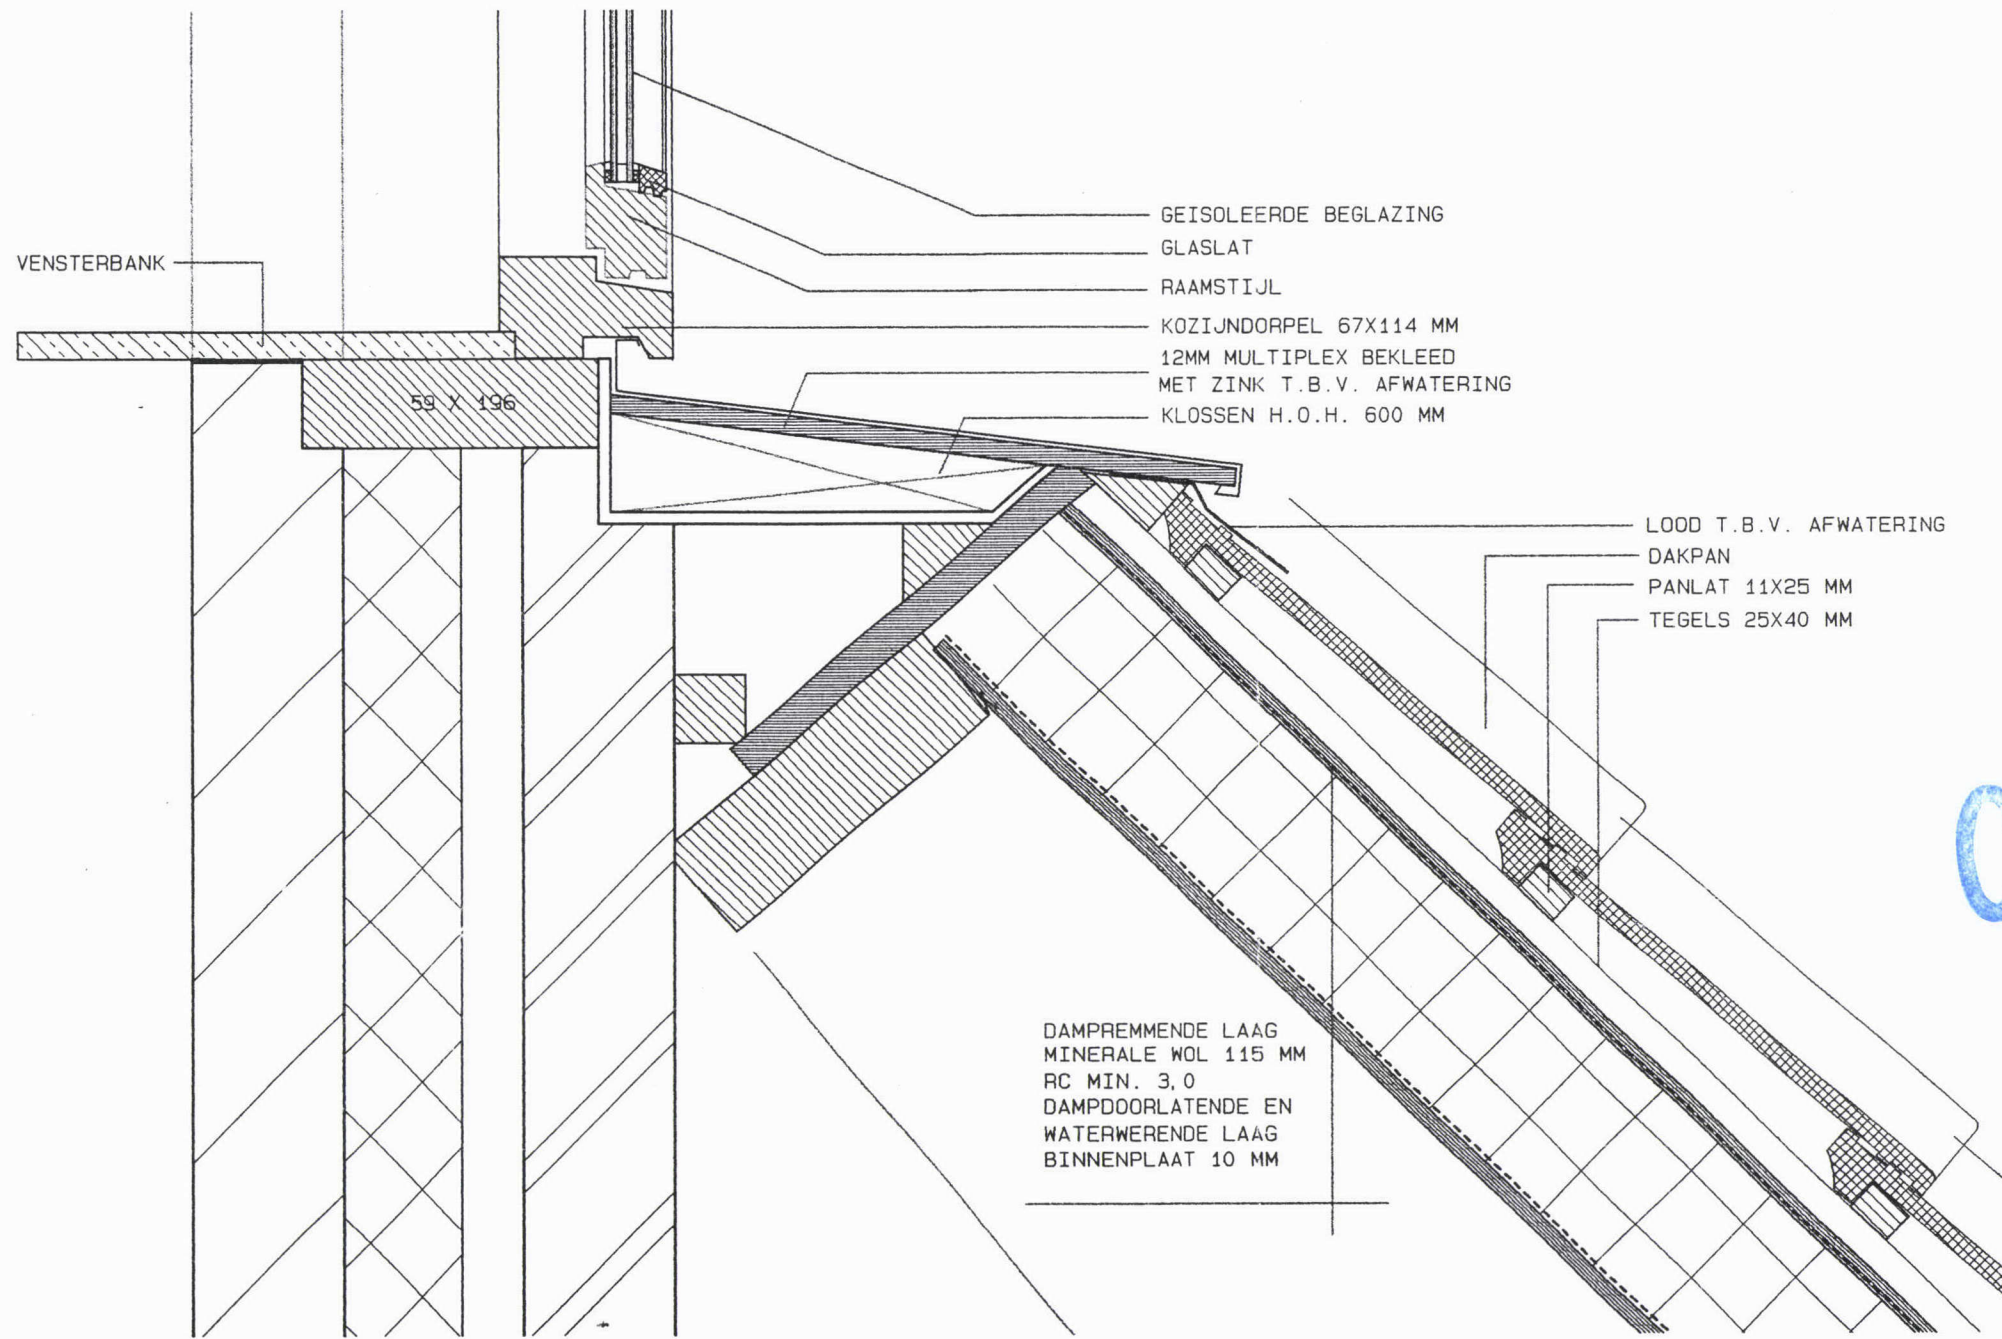 GEISOLEERDE BEGLAZING
GLASLAT
VENSTERBANK
RAAMSTIJL
KOZIJNDORPEL 67X114 MM
12MM MULTIPLEX BEKLEED
MET ZINK T.B.V. AFWATERING
59 X 196
KLOSSEN H.O.H. 600 MM
LOOD T.B.V. AFWATERING
DAKPAN
PANLAT 11X25 MM
TEGELS 25X40 MM
DAMPREMMENDE LAAG
MINERALE WOL 115 MM
RC MIN. 3,0
DAMPDOORLATENDE EN
WATERWERENDE LAAG
BINNENPLAAT 10 MM